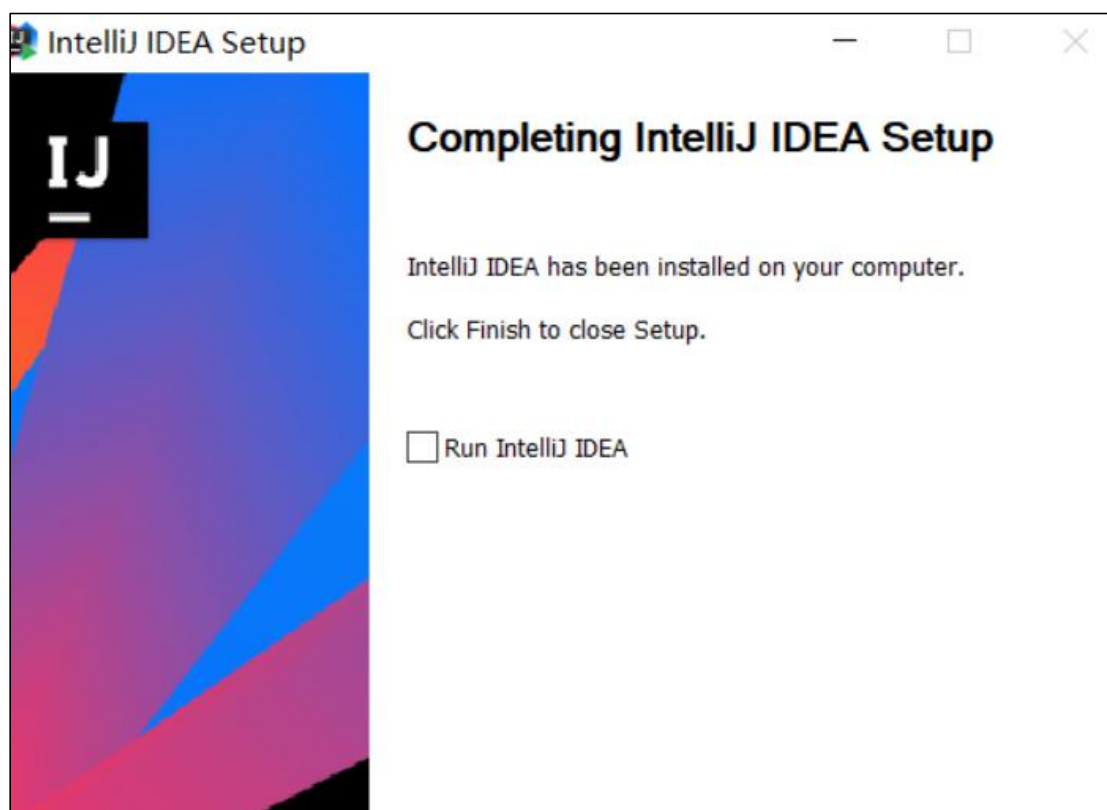 IntelliJ IDEA Setup
IJ
Completing IntelliJ IDEA Setup
IntelliJ IDEA has been installed on your computer.
Click Finish to close Setup.
Run IntelliJ IDEA